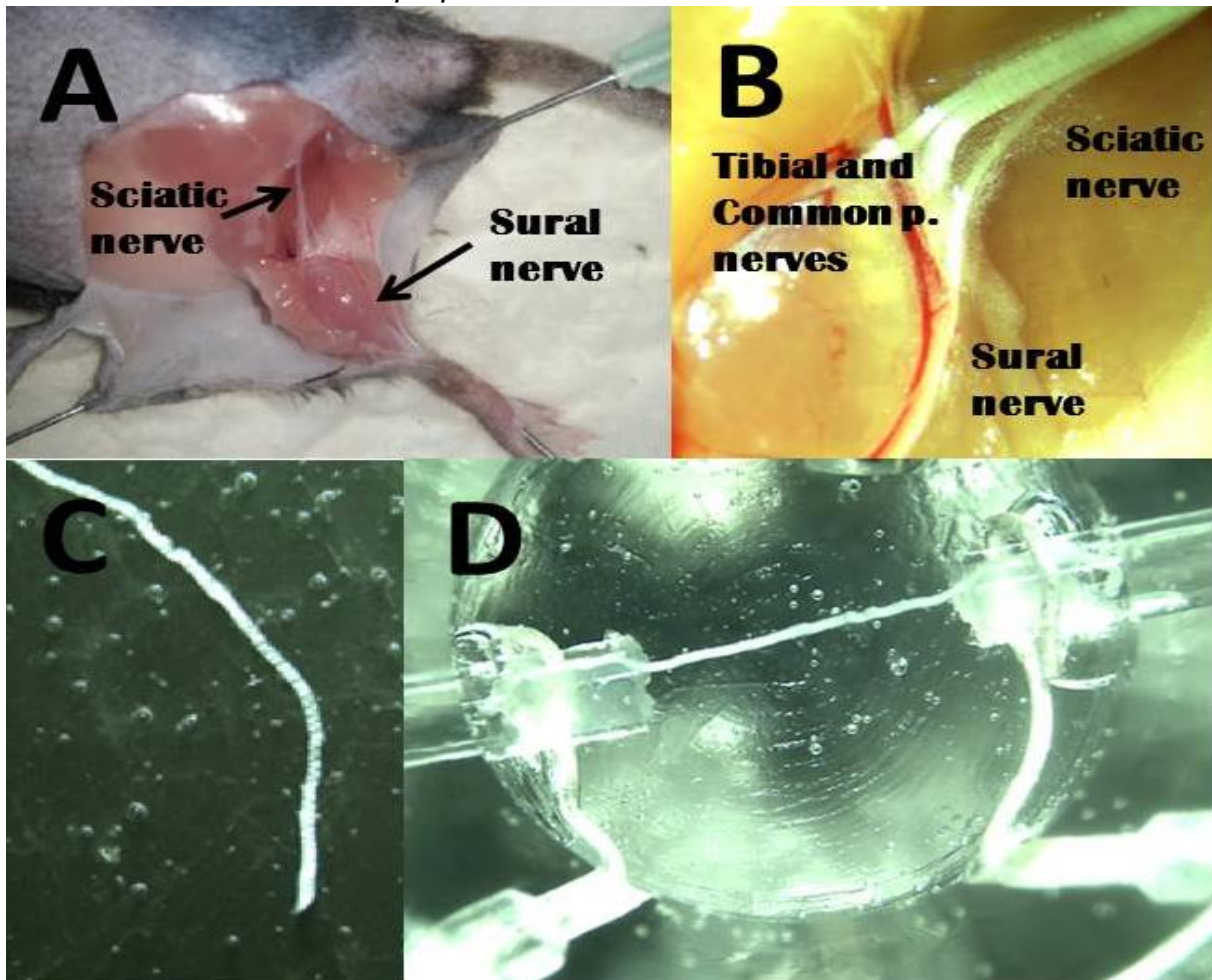 A
Sciatic
nerve
Sural
nerve
B
Tibial and
Common p.
nerves
Sciatic
nerve
Sural
nerve
C
D